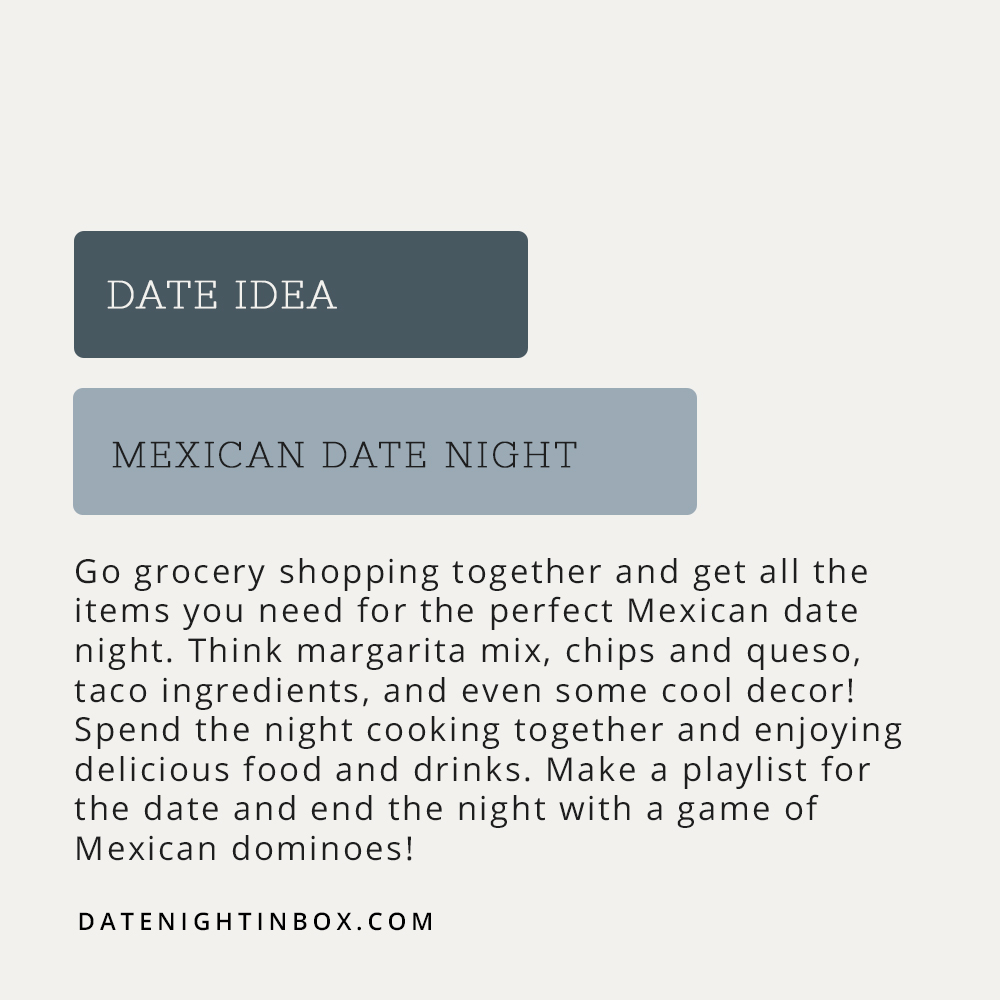 DATE IDEA
MEXICAN DATE NIGHT
Go grocery shopping together and get all the
items you need for the perfect Mexican date
night. Think margarita mix, chips and queso,
taco ingredients, and even some cool decor!
Spend the night cooking together and enjoying
delicious food and drinks. Make a playlist for
the date and end the night with a game of
Mexican dominoes!
DATENIGHTINBOX.COM